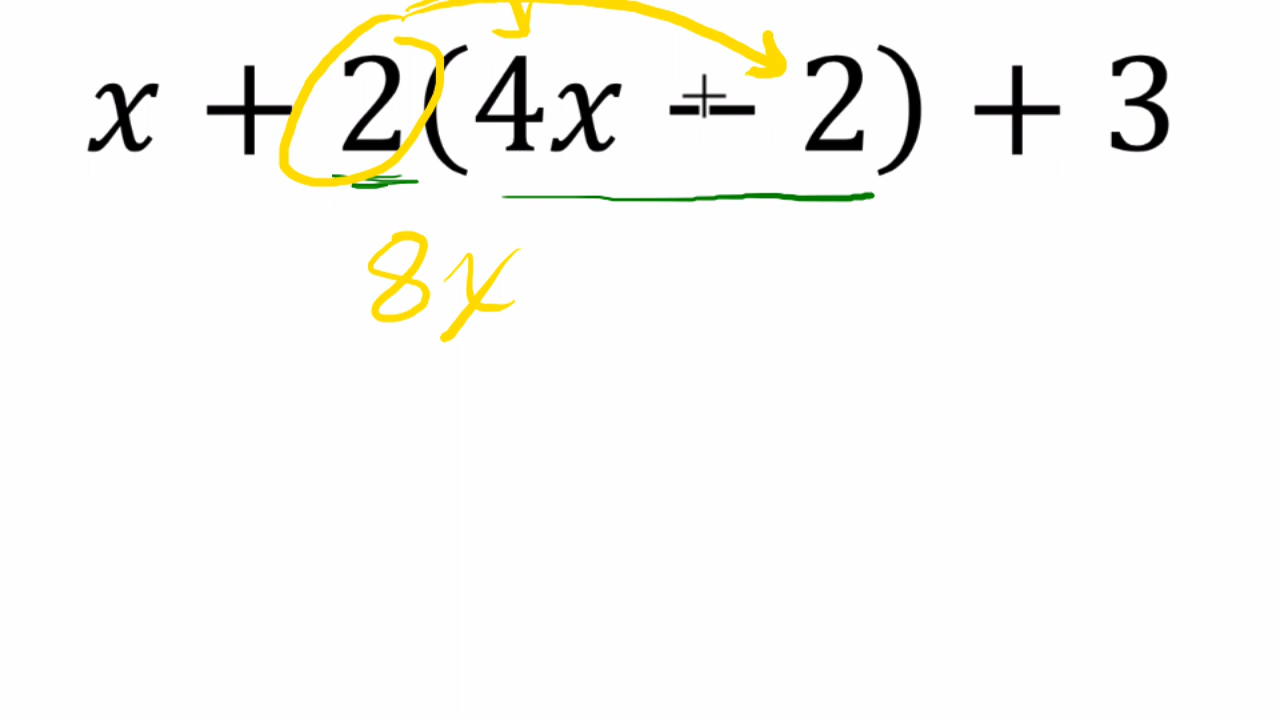 x + 2(4x − 2) + 3
8x